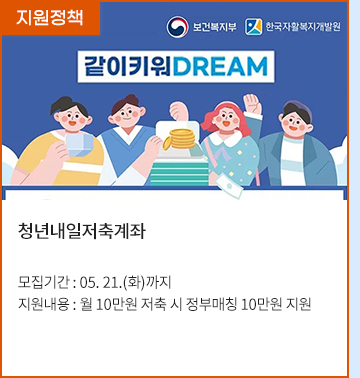 지원정책
보건복지부 한국자활복지개발원
같이키워DREAM
청년내일저축계좌
모집기간 : 05. 21.(화)까지
지원내용 : 월 10만원 저축 시 정부매칭 10만원 지원